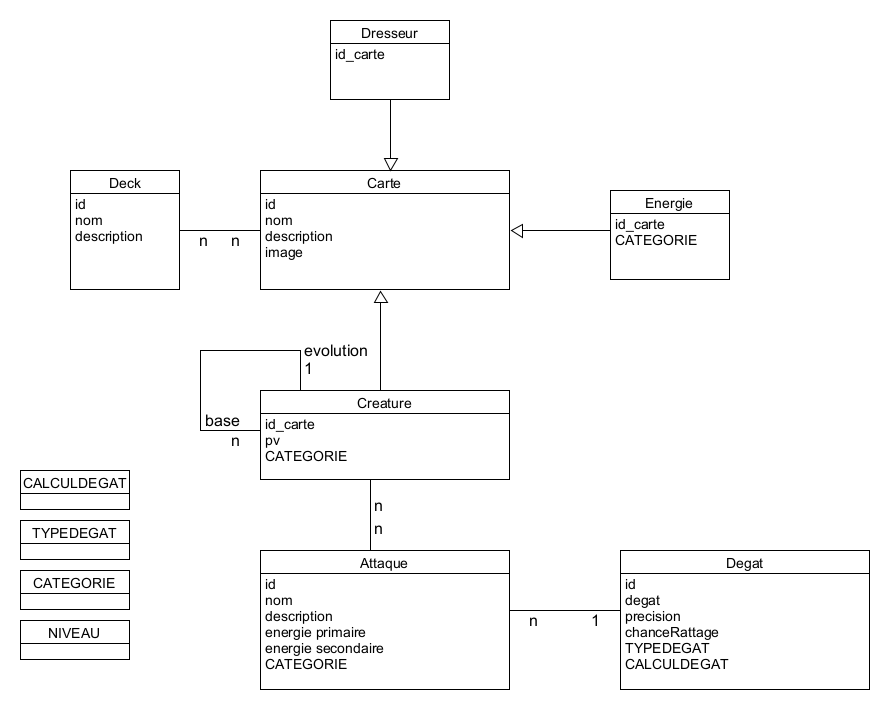 Dresseur
id_carte
Deck
id
nom
description
n
n
Carte
id
nom
description
image
Energie
id_carte
CATEGORIE
evolution
1
base
n
Creature
id_carte
pv
CATEGORIE
n
n
CALCULDEGAT
TYPEDEGAT
CATEGORIE
NIVEAU
Attaque
id
nom
description
energie primaire
energie secondaire
CATEGORIE
n
1
Degat
id
degat
precision
chanceRattage
TYPEDEGAT
CALCULDEGAT